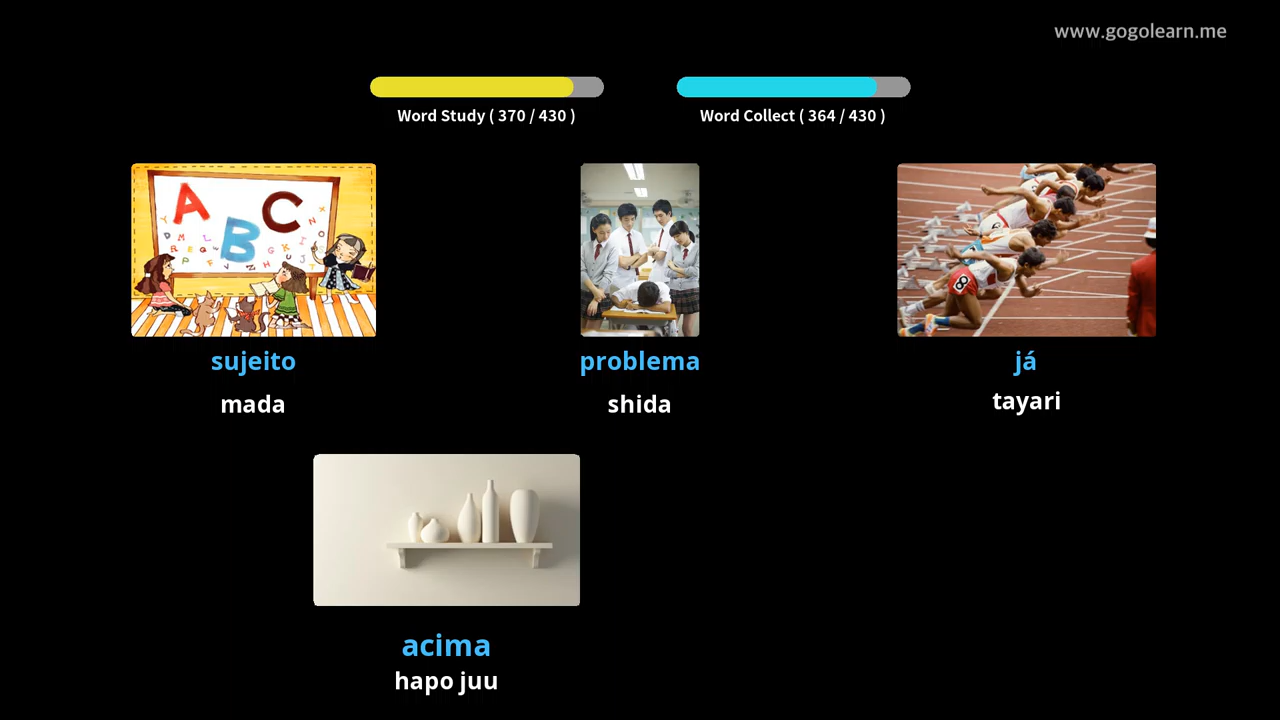 www.gogolearn.me
Word Study ( 370 / 430 )
Word Collect ( 364 / 430 )
A B C
sujeito
mada
problema
shida
já
tayari
acima
hapo juu